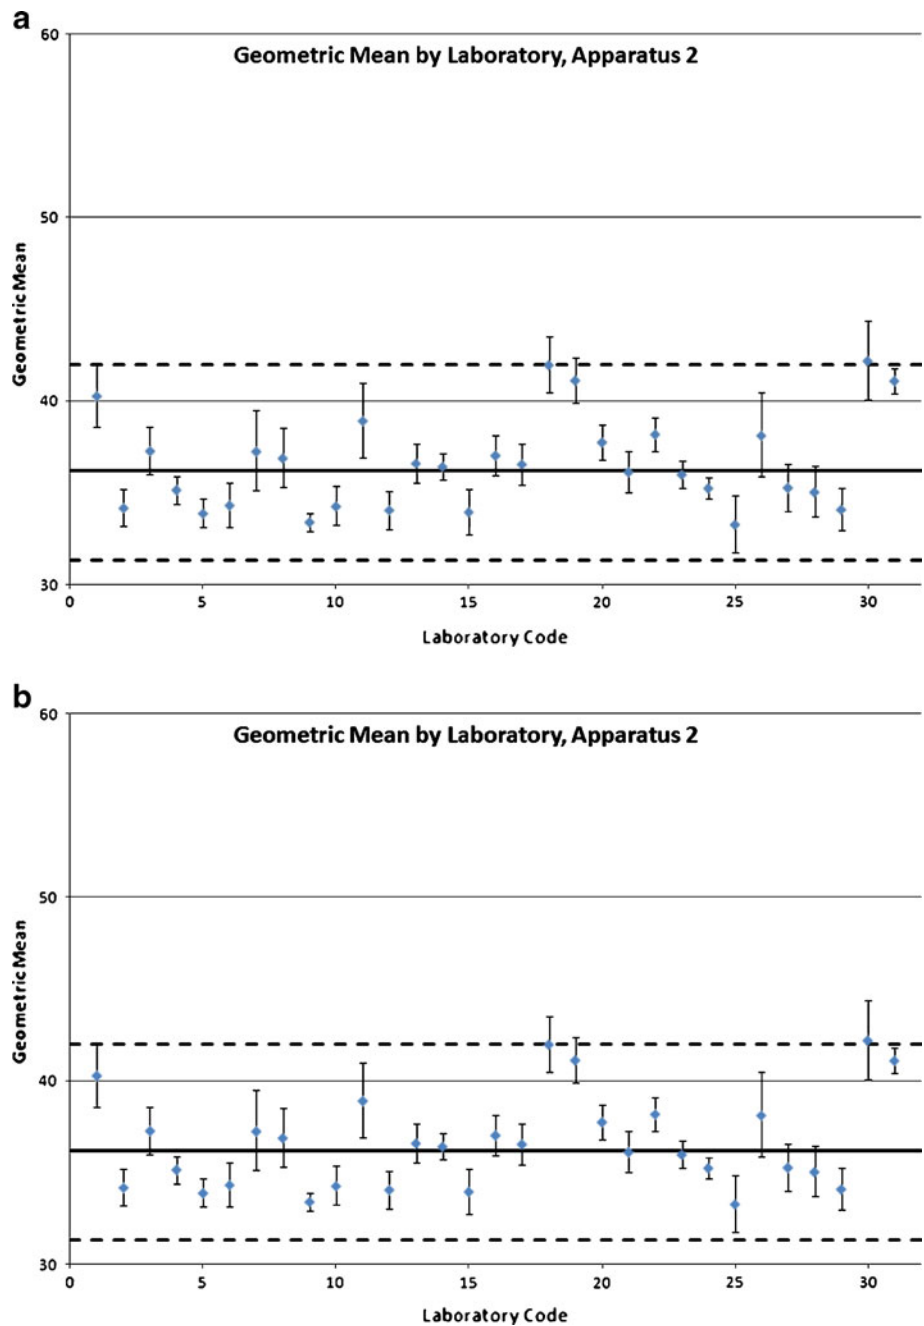 a
Geometric Mean by Laboratory, Apparatus 2
60
50
40
30
Geometric Mean
0 5 10 15 20 25 30
Laboratory Code
b
Geometric Mean by Laboratory, Apparatus 2
60
50
40
30
Geometric Mean
0 5 10 15 20 25 30
Laboratory Code